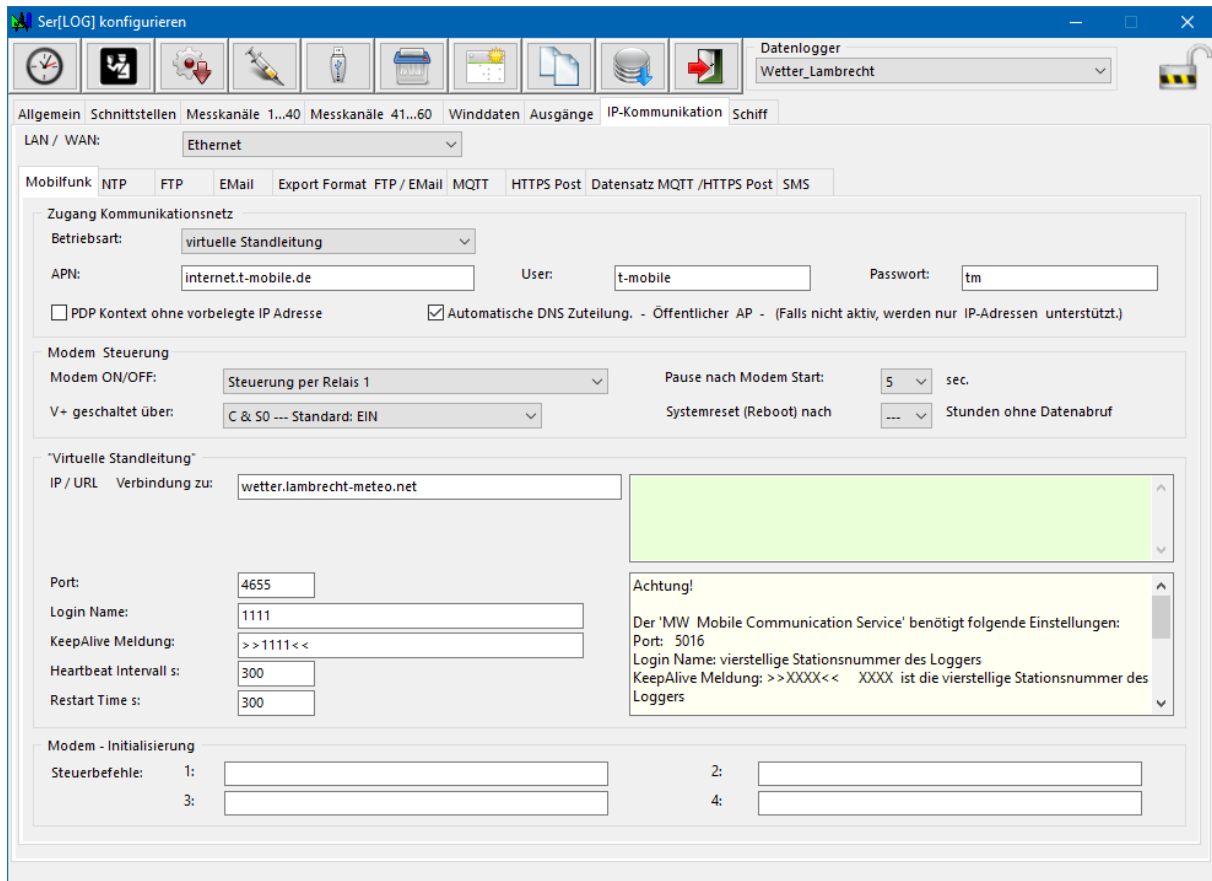 Ser[LOG] konfigurieren
Datenlogger
Wetter_Lambrecht
Allgemein Schnittstellen Messkanäle 1...40 Messkanäle 41...60 Winddaten Ausgänge IP-Kommunikation Schiff
LAN / WAN: Ethernet
Mobilfunk NTP FTP EMail Export Format FTP / EMail MQTT HTTPS Post Datensatz MQTT /HTTPS Post SMS
Zugang Kommunikationsnetz
Betriebsart: virtuelle Standleitung
APN: internet.t-mobile.de User: t-mobile Passwort: tm
PDP Kontext ohne vorbelegte IP Adresse Automatische DNS Zuteilung. - Öffentlicher AP - (Falls nicht aktiv, werden nur IP-Adressen unterstützt.)
Modem Steuerung
Modem ON/OFF: Steuerung per Relais 1 Pause nach Modem Start: 5 sec.
V+ geschaltet über: C & S0 --- Standard: EIN Systemreset (Reboot) nach --- Stunden ohne Datenabruf
"Virtuelle Standleitung"
IP / URL Verbindung zu: wetter.lambrecht-meteo.net
Port: 4655
Login Name: 1111
KeepAlive Meldung: >>1111<<
Heartbeat Intervall s: 300
Restart Time s: 300
Achtung!
Der 'MW Mobile Communication Service' benötigt folgende Einstellungen:
Port: 5016
Login Name: vierstellige Stationsnummer des Loggers
KeepAlive Meldung: >>XXXX<< XXXX ist die vierstellige Stationsnummer des
Loggers
Modem - Initialisierung
Steuerbefehle: 1: 2:
3: 4: